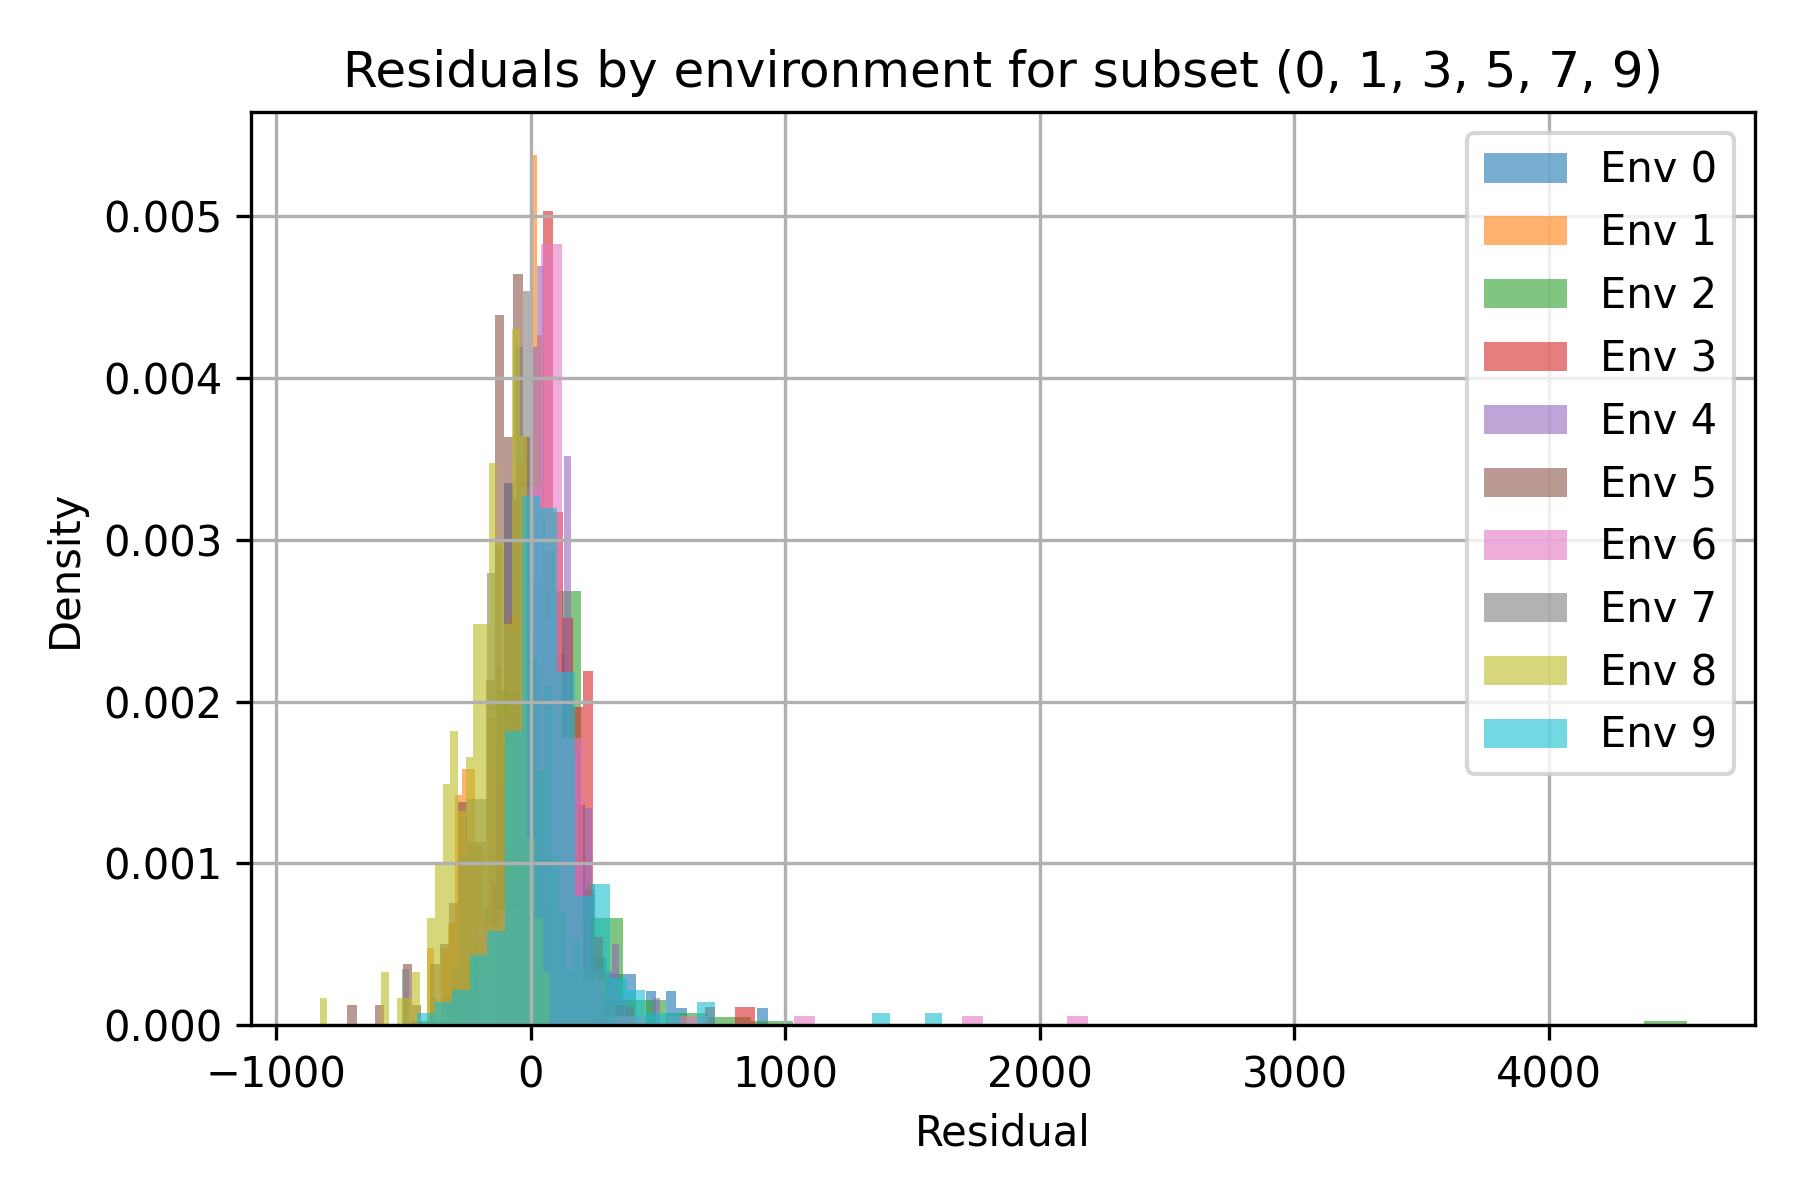 Residuals by environment for subset (0, 1, 3, 5, 7, 9)
Env 0
Env 1
Env 2
Env 3
Env 4
Env 5
Env 6
Env 7
Env 8
Env 9
0.005
0.004
0.003
0.002
0.001
0.000
Density
−1000 0 1000 2000 3000 4000
Residual